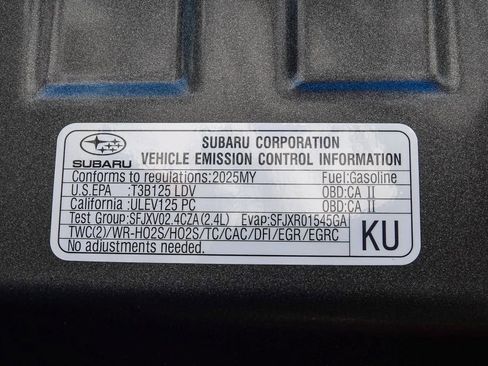 SUBARU CORPORATION
SUBARU VEHICLE EMISSION CONTROL INFORMATION
Conforms to regulations:2025MY Fuel:Gasoline
U.S.EPA :T3B125 LDV OBD:CA II
California :ULEV125 PC OBD:CA II
Test Group:SFJXV02.4CZA(2.4L) Evap:SFJXR01545GA
TWC(2)/WR-HO2S/HO2S/TC/CAC/DFI/EGR/EGRC
No adjustments needed.
KU